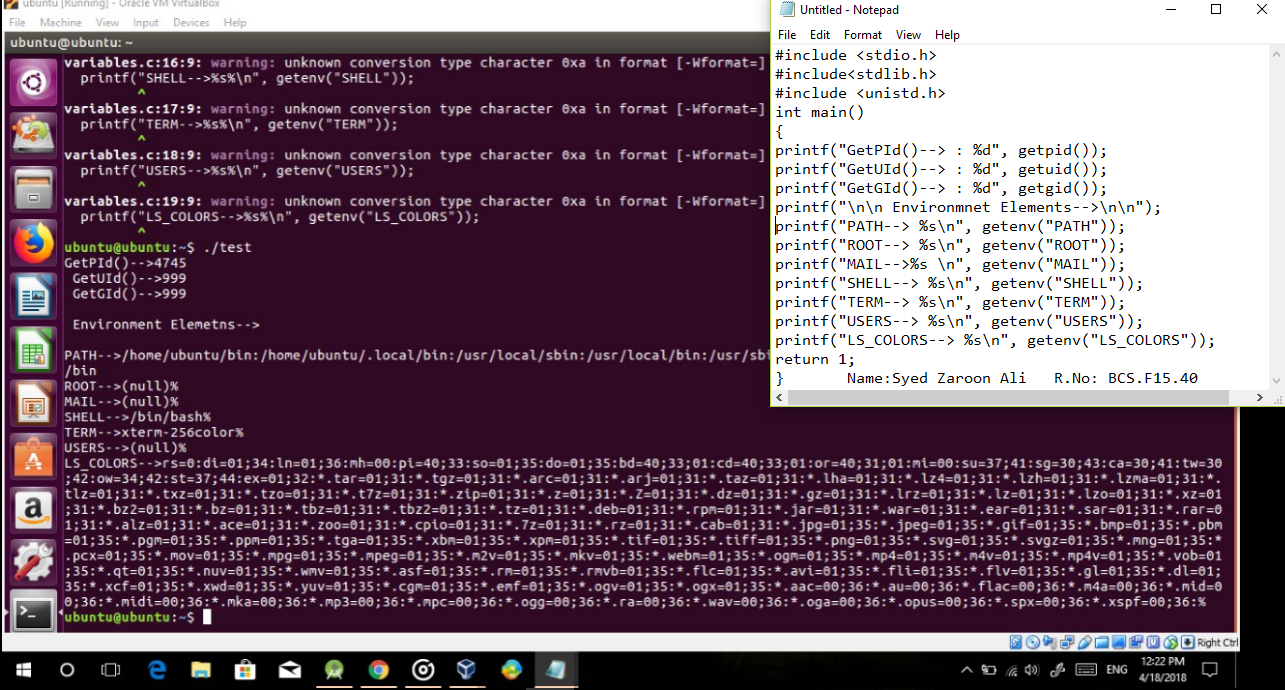 ubuntu [Running] - Oracle VM VirtualBox
File Machine View Input Devices Help
ubuntu@ubuntu: ~
variables.c:16:9: warning: unknown conversion type character 0xa in format [-Wformat=]
printf("SHELL-->%s%\n", getenv("SHELL"));
^
variables.c:17:9: warning: unknown conversion type character 0xa in format [-Wformat=]
printf("TERM-->%s%\n", getenv("TERM"));
^
variables.c:18:9: warning: unknown conversion type character 0xa in format [-Wformat=]
printf("USERS-->%s%\n", getenv("USERS"));
^
variables.c:19:9: warning: unknown conversion type character 0xa in format [-Wformat=]
printf("LS_COLORS-->%s%\n", getenv("LS_COLORS"));
^
ubuntu@ubuntu:~$ ./test
GetPId()-->4745
GetUId()-->999
GetGId()-->999
Environment Elemetns-->
PATH-->/home/ubuntu/bin:/home/ubuntu/.local/bin:/usr/local/sbin:/usr/local/bin:/usr/sbi
/bin
ROOT-->(null)%
MAIL-->(null)%
SHELL-->/bin/bash%
TERM-->xterm-256color%
USERS-->(null)%
LS_COLORS-->rs=0:di=01;34:ln=01;36:mh=00:pi=40;33:so=01;35:do=01;35:bd=40;33;01:cd=40;33;01:or=40;31;01:mi=00:su=37;41:sg=30;43:ca=30;41:tw=30
;42:ow=34;42:st=37;44:ex=01;32:*.tar=01;31:*.tgz=01;31:*.arc=01;31:*.arj=01;31:*.taz=01;31:*.lha=01;31:*.lz4=01;31:*.lzh=01;31:*.lzma=01;31:*.
tlz=01;31:*.txz=01;31:*.tzo=01;31:*.t7z=01;31:*.zip=01;31:*.z=01;31:*.Z=01;31:*.dz=01;31:*.gz=01;31:*.lrz=01;31:*.lz=01;31:*.lzo=01;31:*.xz=01
;31:*.bz2=01;31:*.bz=01;31:*.tbz=01;31:*.tbz2=01;31:*.tz=01;31:*.deb=01;31:*.rpm=01;31:*.jar=01;31:*.war=01;31:*.ear=01;31:*.sar=01;31:*.rar=0
1;31:*.alz=01;31:*.ace=01;31:*.zoo=01;31:*.cpio=01;31:*.7z=01;31:*.rz=01;31:*.cab=01;31:*.jpg=01;35:*.jpeg=01;35:*.gif=01;35:*.bmp=01;35:*.pbm
=01;35:*.pgm=01;35:*.ppm=01;35:*.tga=01;35:*.xbm=01;35:*.xpm=01;35:*.tif=01;35:*.tiff=01;35:*.png=01;35:*.svg=01;35:*.svgz=01;35:*.mng=01;35:*
.pcx=01;35:*.mov=01;35:*.mpg=01;35:*.mpeg=01;35:*.m2v=01;35:*.mkv=01;35:*.webm=01;35:*.ogm=01;35:*.mp4=01;35:*.m4v=01;35:*.mp4v=01;35:*.vob=01
;35:*.qt=01;35:*.nuv=01;35:*.wmv=01;35:*.asf=01;35:*.rm=01;35:*.rmvb=01;35:*.flc=01;35:*.avi=01;35:*.fli=01;35:*.flv=01;35:*.gl=01;35:*.dl=01;
35:*.xcf=01;35:*.xwd=01;35:*.yuv=01;35:*.cgm=01;35:*.emf=01;35:*.ogv=01;35:*.ogx=01;35:*.aac=00;36:*.au=00;36:*.flac=00;36:*.m4a=00;36:*.mid=0
0;36:*.midi=00;36:*.mka=00;36:*.mp3=00;36:*.mpc=00;36:*.ogg=00;36:*.ra=00;36:*.wav=00;36:*.oga=00;36:*.opus=00;36:*.spx=00;36:*.xspf=00;36:%
ubuntu@ubuntu:~$
Untitled - Notepad
File Edit Format View Help
#include <stdio.h>
#include<stdlib.h>
#include <unistd.h>
int main()
{
printf("GetPId()--> : %d", getpid());
printf("GetUId()--> : %d", getuid());
printf("GetGId()--> : %d", getgid());
printf("\n\n Environmnet Elements-->\n\n");
printf("PATH--> %s\n", getenv("PATH"));
printf("ROOT--> %s\n", getenv("ROOT"));
printf("MAIL-->%s \n", getenv("MAIL"));
printf("SHELL--> %s\n", getenv("SHELL"));
printf("TERM--> %s\n", getenv("TERM"));
printf("USERS--> %s\n", getenv("USERS"));
printf("LS_COLORS--> %s\n", getenv("LS_COLORS"));
return 1;
} Name:Syed Zaroon Ali R.No: BCS.F15.40
Right Ctrl
ENG
12:22 PM
4/18/2018